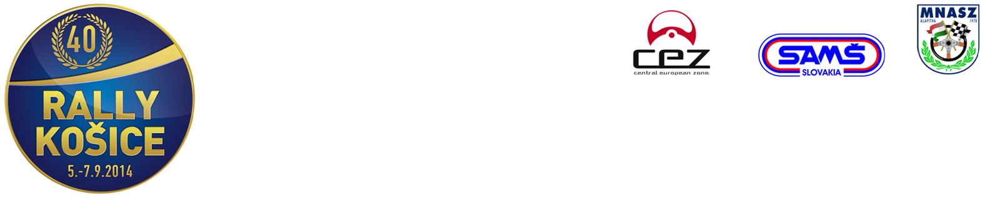 40
RALLY
KOŠICE
5.-7.9.2014
cez
central european zone
SAMŠ
SLOVAKIA
MNASZ
ALAPÍTVA 1978